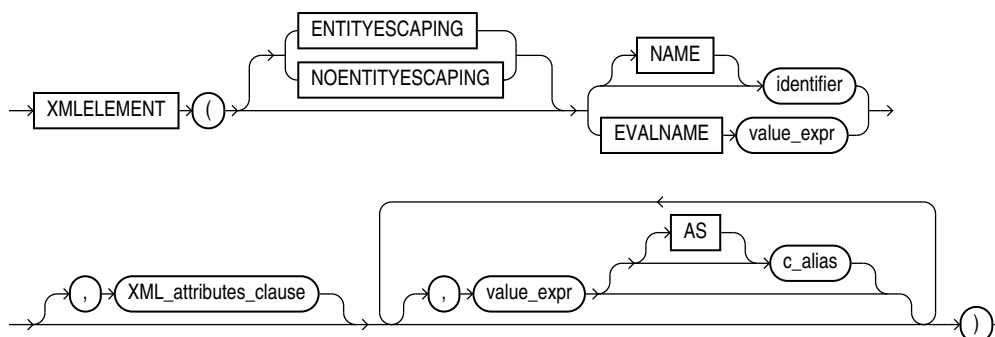 ENTITYESCAPING
NOENTITYESCAPING
NAME
identifier
XMLELEMENT (
EVALNAME value_expr
AS
, XML_attributes_clause , value_expr c_alias
)